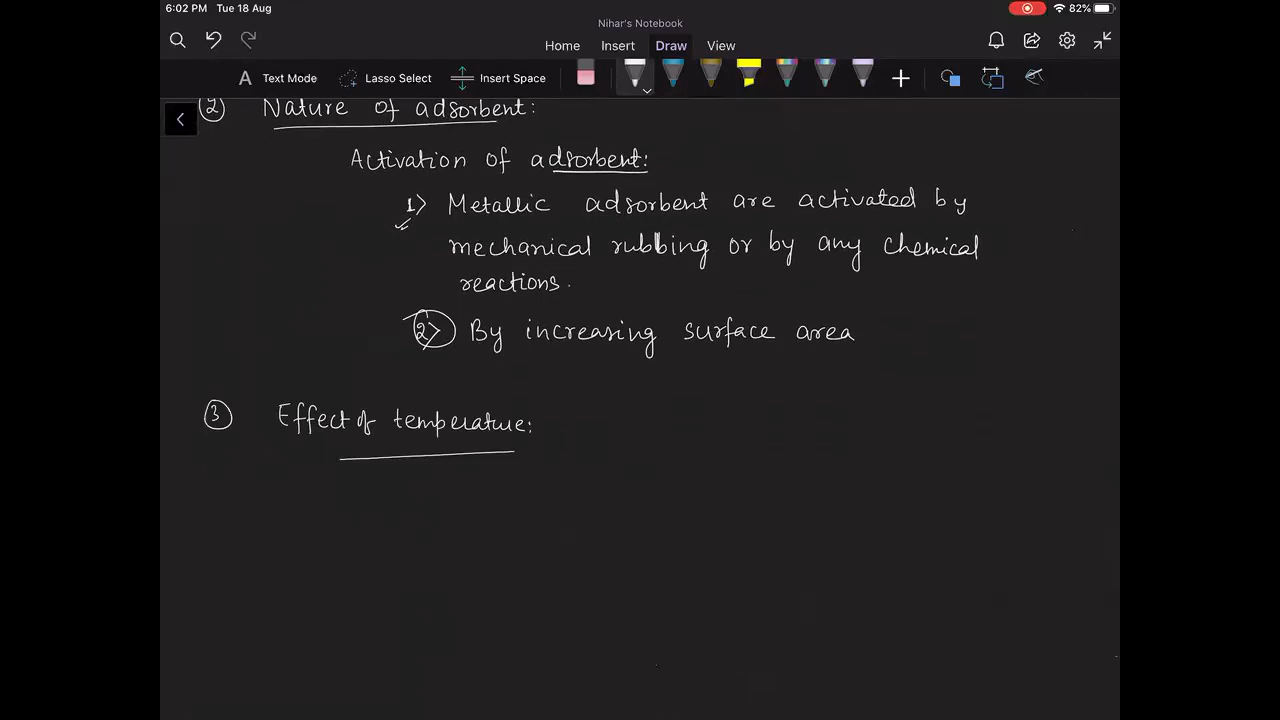 6:02 PM Tue 18 Aug
82%
Nihar's Notebook
Home Insert Draw View
A Text Mode Lasso Select Insert Space
2 Nature of adsorbent:
Activation of adsorbent:
1> Metallic adsorbent are activated by
mechanical rubbing or by any chemical
reactions.
2> By increasing surface area
3 Effect of temperature: